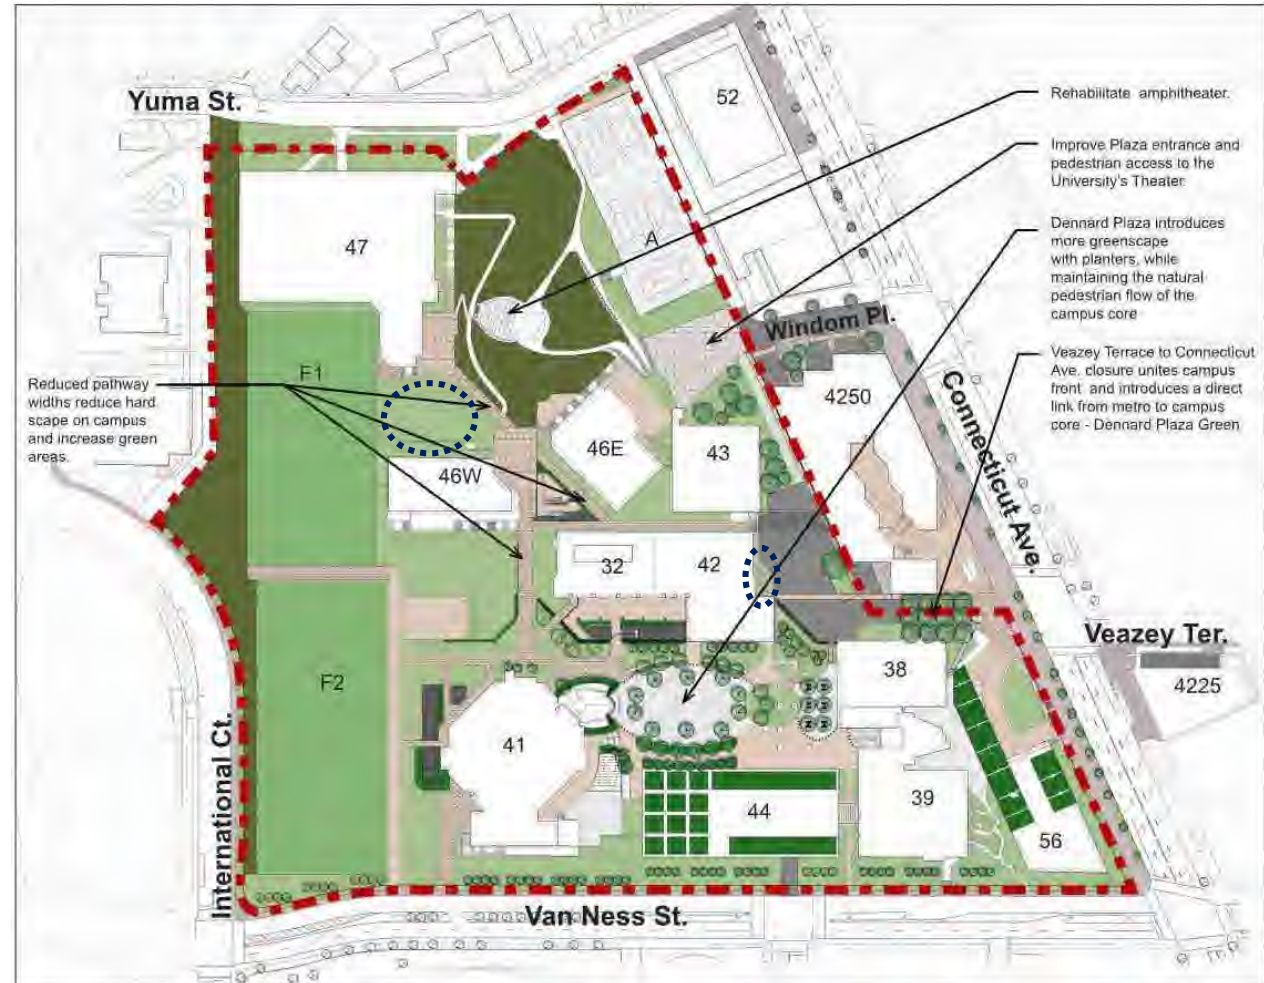 Yuma St.
52
Rehabilitate amphitheater.
Improve Plaza entrance and
pedestrian access to the
University's Theater
Dennard Plaza introduces
more greenscape
with planters, while
maintaining the natural
pedestrian flow of the
campus core
47
A
Windom Pl.
Veazey Terrace to Connecticut
Ave. closure unites campus
front and introduces a direct
link from metro to campus
core - Dennard Plaza Green
Reduced pathway
widths reduce hard
scape on campus
and increase green
areas.
F1
4250
Connecticut Ave.
46E
43
46W
32
42
Veazey Ter.
4225
38
F2
41
44
39
56
International Ct.
Van Ness St.